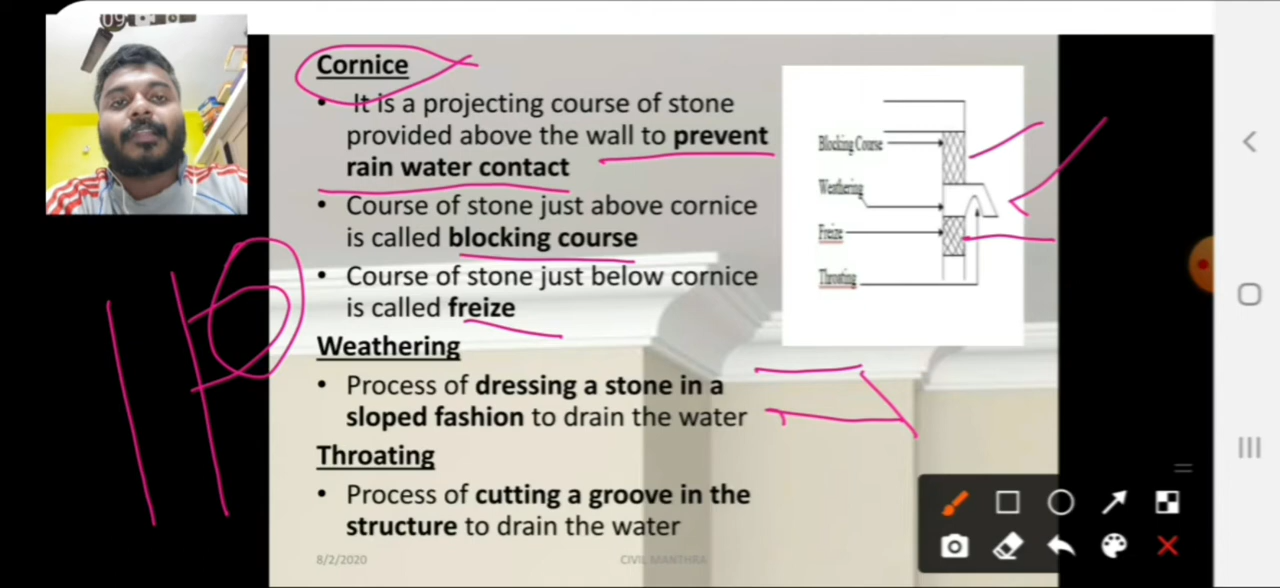 09
Cornice
• It is a projecting course of stone
provided above the wall to prevent
rain water contact
• Course of stone just above cornice
is called blocking course
• Course of stone just below cornice
is called freize
Weathering
• Process of dressing a stone in a
sloped fashion to drain the water
Throating
• Process of cutting a groove in the
structure to drain the water
Blocking Course
Weathering
Freize
Throating
8/2/2020
CIVIL MANTHRA